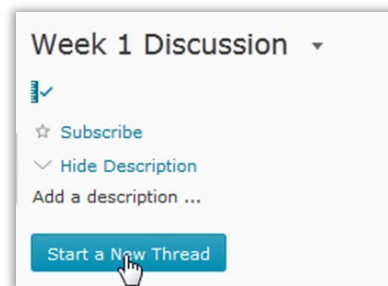 Week 1 Discussion
Subscribe
Hide Description
Add a description ...
Start a New Thread